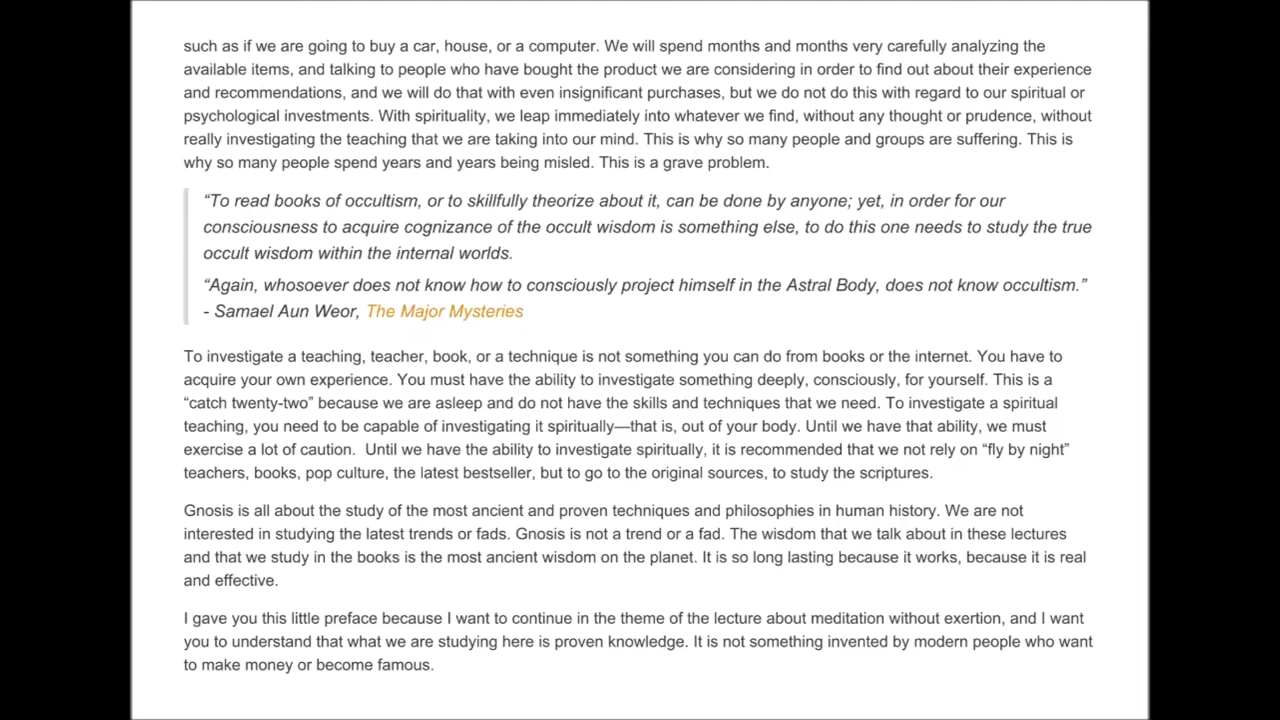 such as if we are going to buy a car, house, or a computer. We will spend months and months very carefully analyzing the
available items, and talking to people who have bought the product we are considering in order to find out about their experience
and recommendations, and we will do that with even insignificant purchases, but we do not do this with regard to our spiritual or
psychological investments. With spirituality, we leap immediately into whatever we find, without any thought or prudence, without
really investigating the teaching that we are taking into our mind. This is why so many people and groups are suffering. This is
why so many people spend years and years being misled. This is a grave problem.
“To read books of occultism, or to skillfully theorize about it, can be done by anyone; yet, in order for our
consciousness to acquire cognizance of the occult wisdom is something else, to do this one needs to study the true
occult wisdom within the internal worlds.
“Again, whosoever does not know how to consciously project himself in the Astral Body, does not know occultism.”
- Samael Aun Weor, The Major Mysteries
To investigate a teaching, teacher, book, or a technique is not something you can do from books or the internet. You have to
acquire your own experience. You must have the ability to investigate something deeply, consciously, for yourself. This is a
“catch twenty-two” because we are asleep and do not have the skills and techniques that we need. To investigate a spiritual
teaching, you need to be capable of investigating it spiritually—that is, out of your body. Until we have that ability, we must
exercise a lot of caution.  Until we have the ability to investigate spiritually, it is recommended that we not rely on “fly by night”
teachers, books, pop culture, the latest bestseller, but to go to the original sources, to study the scriptures.
Gnosis is all about the study of the most ancient and proven techniques and philosophies in human history. We are not
interested in studying the latest trends or fads. Gnosis is not a trend or a fad. The wisdom that we talk about in these lectures
and that we study in the books is the most ancient wisdom on the planet. It is so long lasting because it works, because it is real
and effective.
I gave you this little preface because I want to continue in the theme of the lecture about meditation without exertion, and I want
you to understand that what we are studying here is proven knowledge. It is not something invented by modern people who want
to make money or become famous.